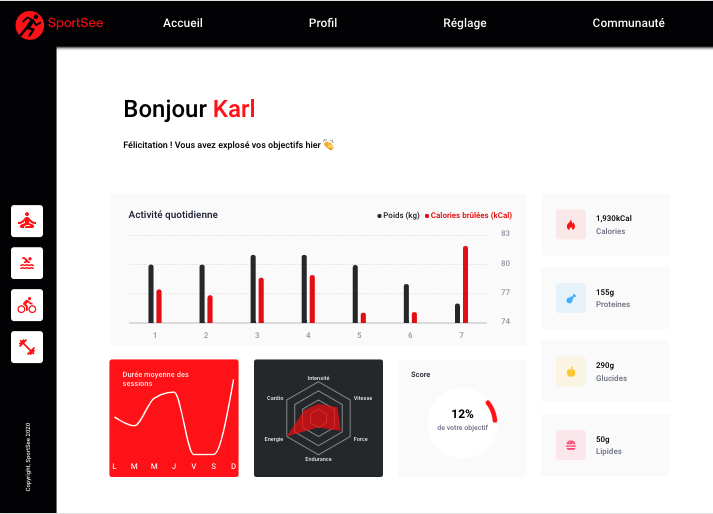 SportSee
Accueil
Profil
Réglage
Communauté
Bonjour Karl
Félicitation ! Vous avez explosé vos objectifs hier 👏
Activité quotidienne
Poids (kg)
Calories brûlées (kCal)
83
80
77
74
1 2 3 4 5 6 7
1,930kCal
Calories
155g
Proteines
290g
Glucides
50g
Lipides
Durée moyenne des
sessions
L M M J V S D
Intensité
Vitesse
Force
Endurance
Energie
Cardio
Score
12%
de votre objectif
Copyright, SportSee 2020